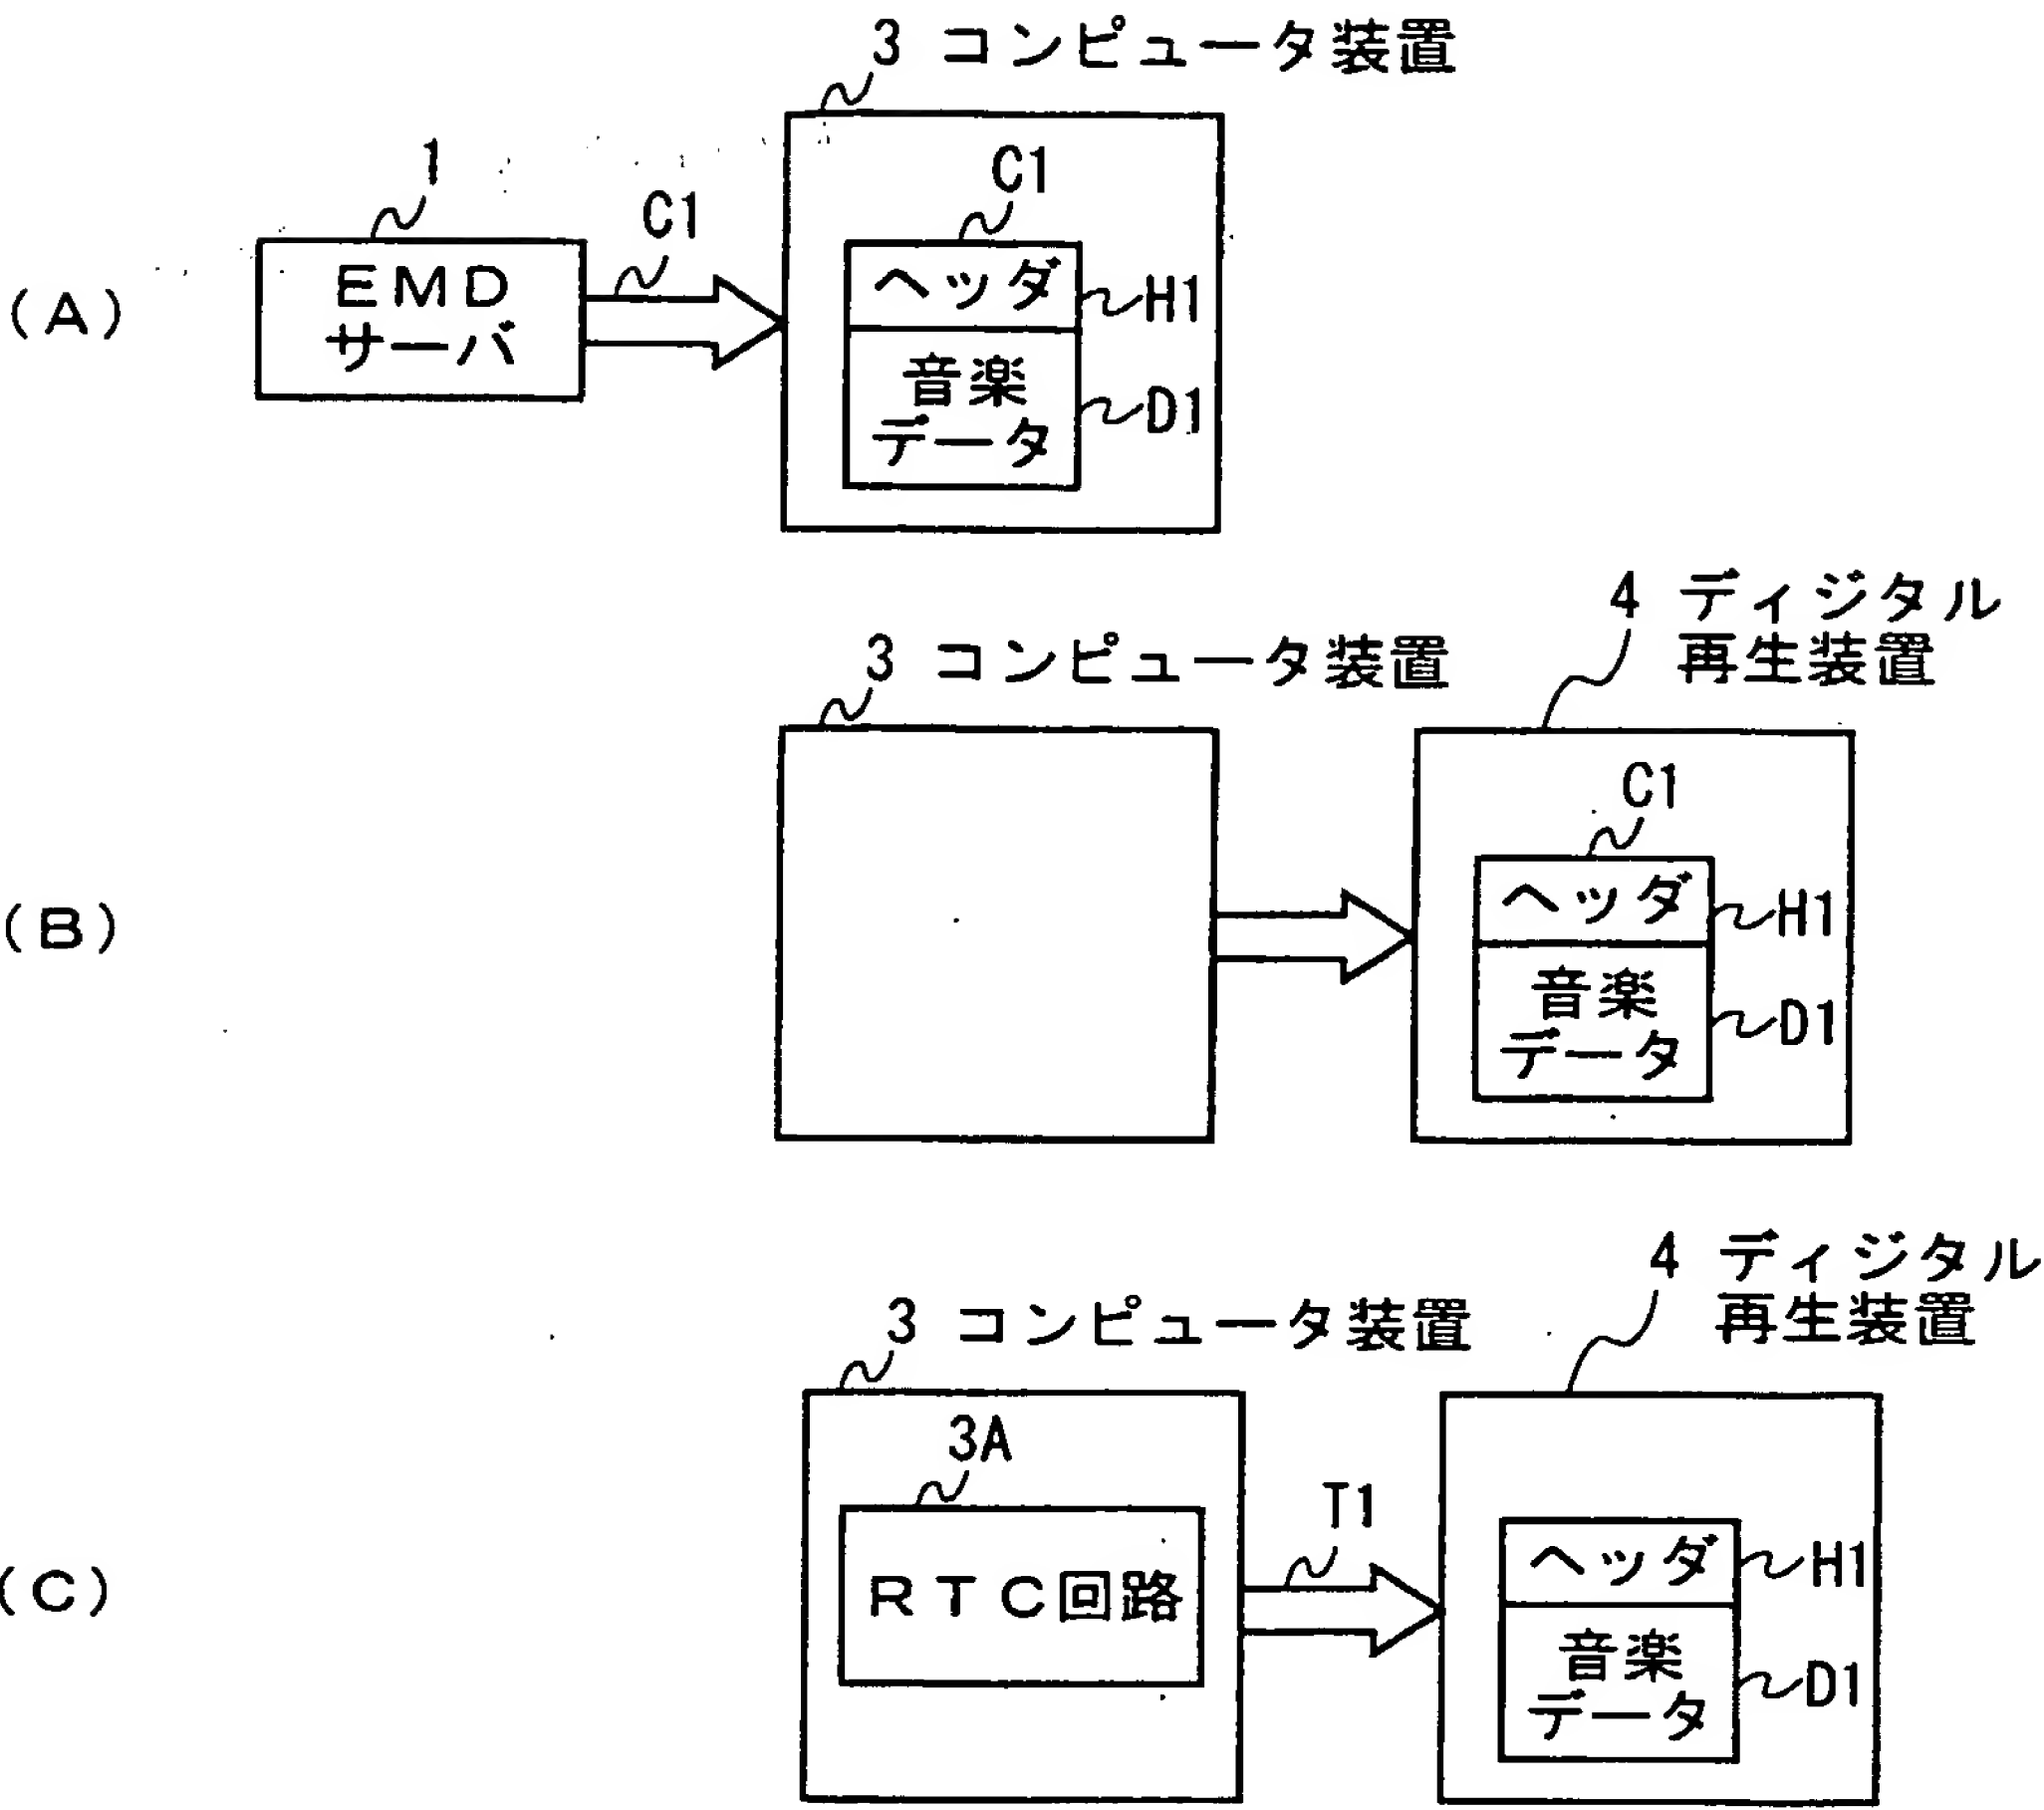 3 コンピュータ装置
1
C1
C1
(A)
EMD
サーバ
ヘッダ
H1
音楽
データ
D1
4 ディジタル
再生装置
3 コンピュータ装置
C1
(B)
ヘッダ
H1
音楽
データ
D1
4 ディジタル
再生装置
3 コンピュータ装置
3A
T1
(C)
RTC回路
ヘッダ
H1
音楽
データ
D1